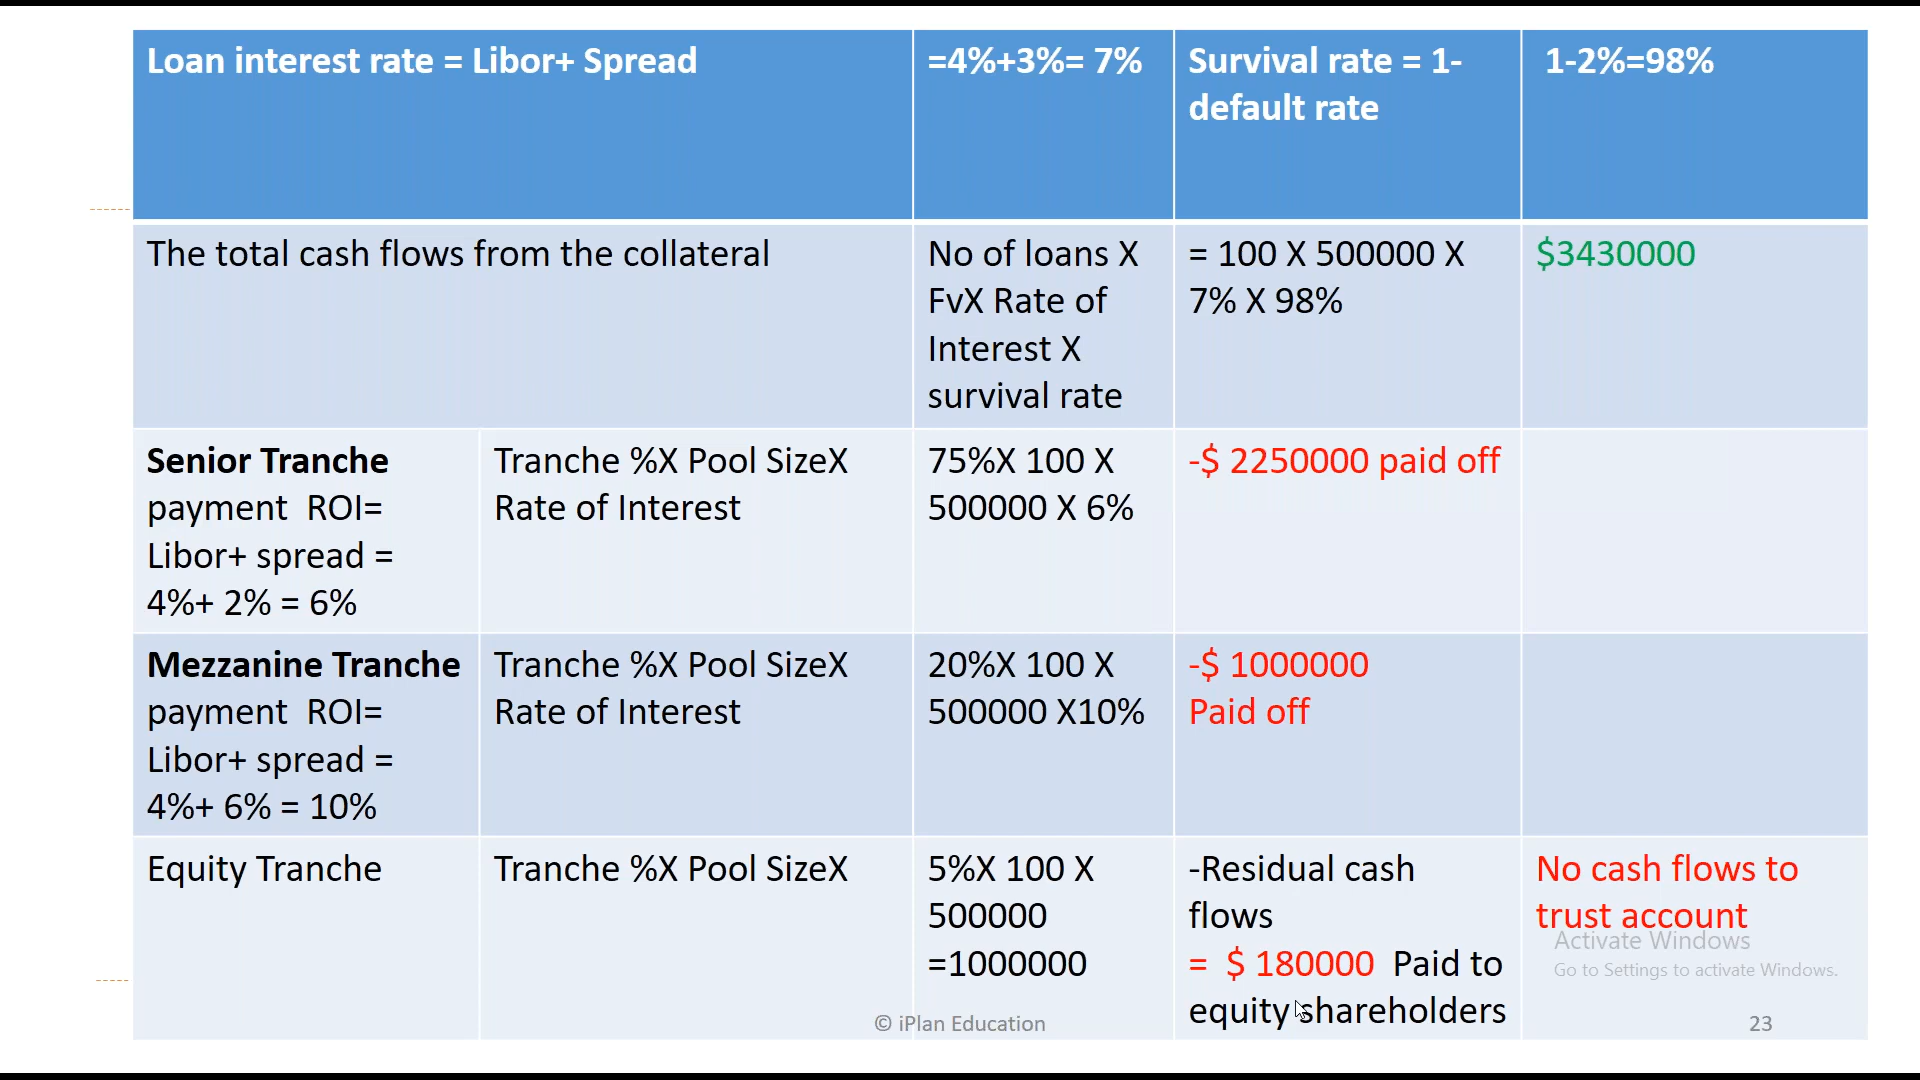 Loan interest rate = Libor+ Spread
=4%+3%= 7%
Survival rate = 1-
default rate
1-2%=98%
The total cash flows from the collateral
No of loans X
FvX Rate of
Interest X
survival rate
= 100 X 500000 X
7% X 98%
$3430000
Senior Tranche
payment ROI=
Libor+ spread =
4%+ 2% = 6%
Tranche %X Pool SizeX
Rate of Interest
75%X 100 X
500000 X 6%
-$ 2250000 paid off
Mezzanine Tranche
payment ROI=
Libor+ spread =
4%+ 6% = 10%
Tranche %X Pool SizeX
Rate of Interest
20%X 100 X
500000 X10%
-$ 1000000
Paid off
Equity Tranche
Tranche %X Pool SizeX
5%X 100 X
500000
=1000000
-Residual cash
flows
= $ 180000 Paid to
equity shareholders
No cash flows to
trust account
Activate Windows
Go to Settings to activate Windows.
© iPlan Education
23